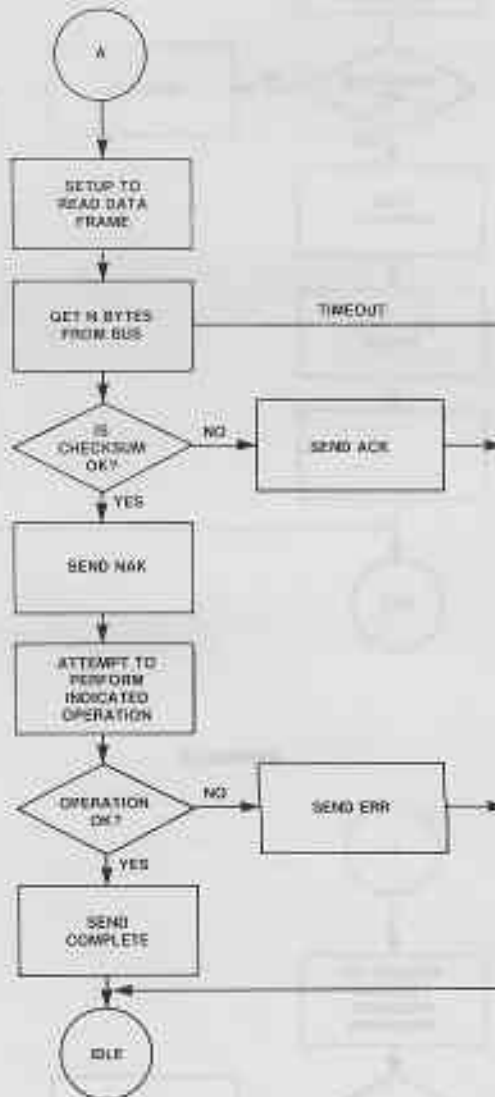 A
SETUP TO
READ DATA
FRAME
GET N BYTES
FROM BUS
TIMEOUT
IS
CHECKSUM
OK?
NO
SEND ACK
YES
SEND NAK
ATTEMPT TO
PERFORM
INDICATED
OPERATION
OPERATION
OK?
NO
SEND ERR
YES
SEND
COMPLETE
IDLE